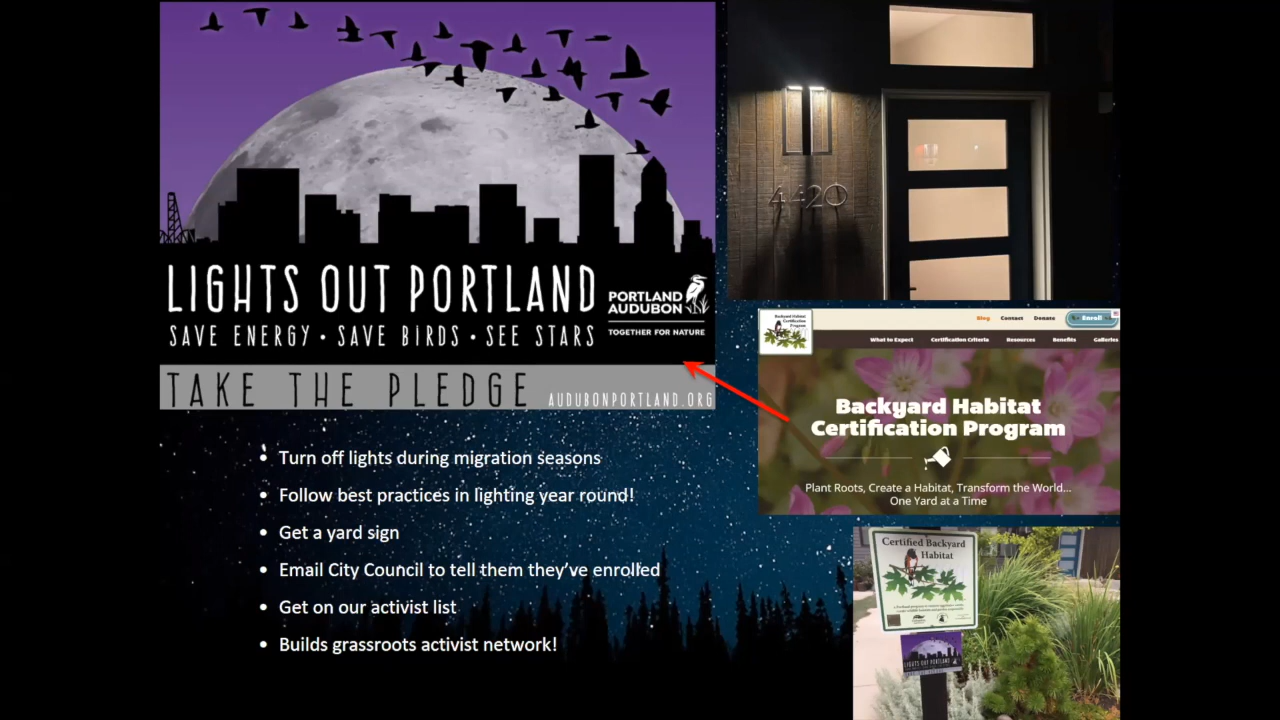 LIGHTS OUT PORTLAND
SAVE ENERGY • SAVE BIRDS • SEE STARS
PORTLAND
AUDUBON
TOGETHER FOR NATURE
TAKE THE PLEDGE
AUDUBONPORTLAND.ORG
• Turn off lights during migration seasons
• Follow best practices in lighting year round!
• Get a yard sign
• Email City Council to tell them they've enrolled
• Get on our activist list
• Builds grassroots activist network!
4420
Backyard Habitat
Certification
Program
Blog Contact Donate Enroll
What to Expect Certification Criteria Resources Benefits Galleries
Backyard Habitat
Certification Program
Plant Roots, Create a Habitat, Transform the World...
One Yard at a Time
Certified Backyard
Habitat
LIGHTS OUT PORTLAND